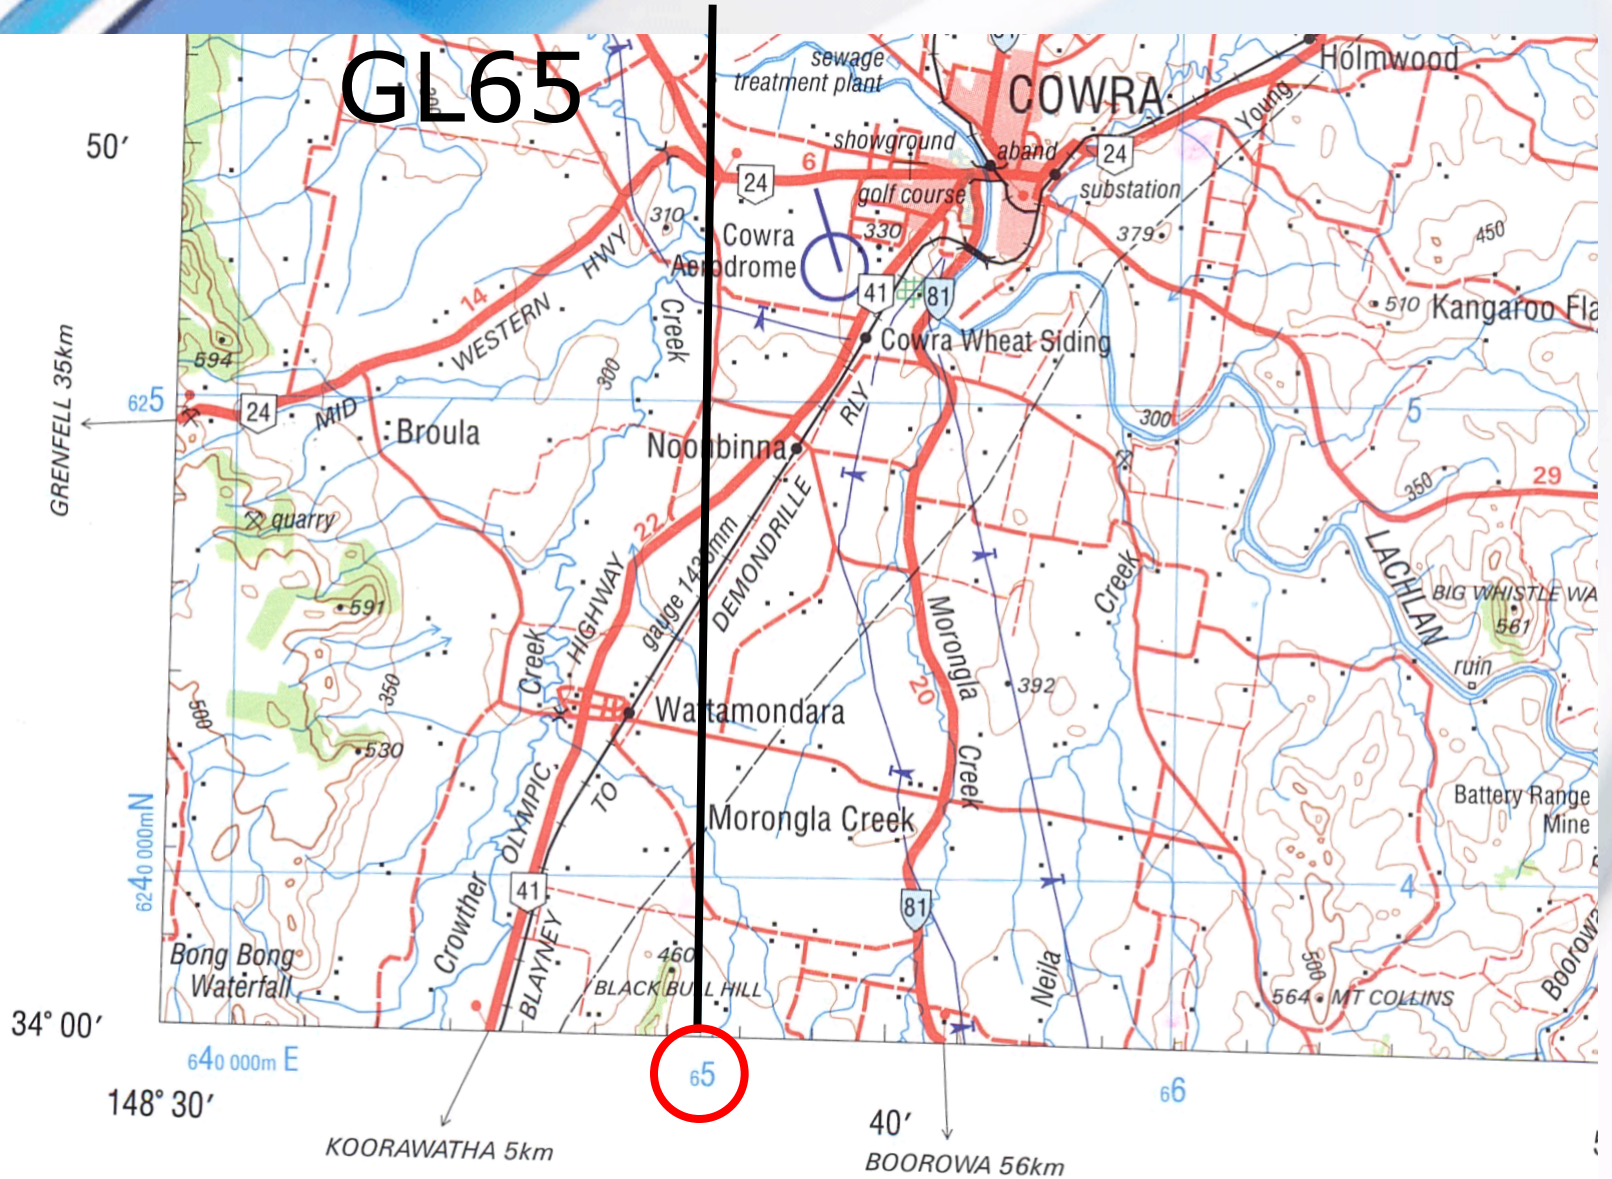 GL65
300
sewage
treatment plant
COWRA
Holmwood
50′
showground
aband
24
Young
6
24
golf course
substation
310
330
379
450
Cowra
Aerodrome
HWY
14
WESTERN
Creek
41
81
510
Kangaroo Fla
Cowra Wheat Siding
594
300
GRENFELL 35km
625
24
MID
Broula
RLY
300
5
Noonbinna
quarry
22
350
29
HIGHWAY
gauge 1435mm
DEMONDRILLE
LACHLAN
591
Creek
Morongla
Creek
BIG WHISTLE WA
561
ruin
350
500
392
20
Wattamondara
530
Creek
OLYMPIC
TO
Morongla Creek
Battery Range
Mine
6240 000mN
41
81
4
Crowther
BLAYNEY
Bong Bong
Waterfall
460
BLACK BULL HILL
Neila
500
564
MT COLLINS
Boorowa
34° 00′
640 000m E
65
66
148° 30′
40′
KOORAWATHA 5km
BOOROWA 56km